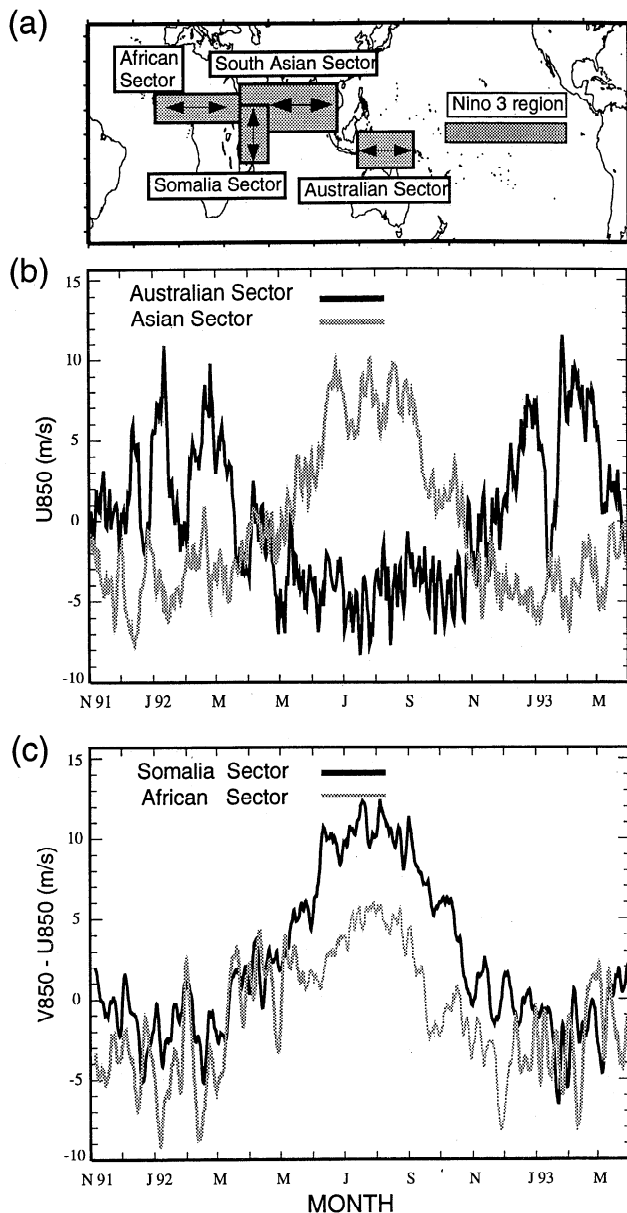 (a)
African
Sector
South Asian Sector
Nino 3 region
Somalia Sector
Australian Sector
(b)
Australian Sector
Asian Sector
15
10
5
0
-5
-10
U850 (m/s)
N 91 J 92 M M J S N J 93 M
(c)
Somalia Sector
African Sector
15
10
5
0
-5
-10
V850 - U850 (m/s)
N 91 J 92 M M J S N J 93 M
MONTH